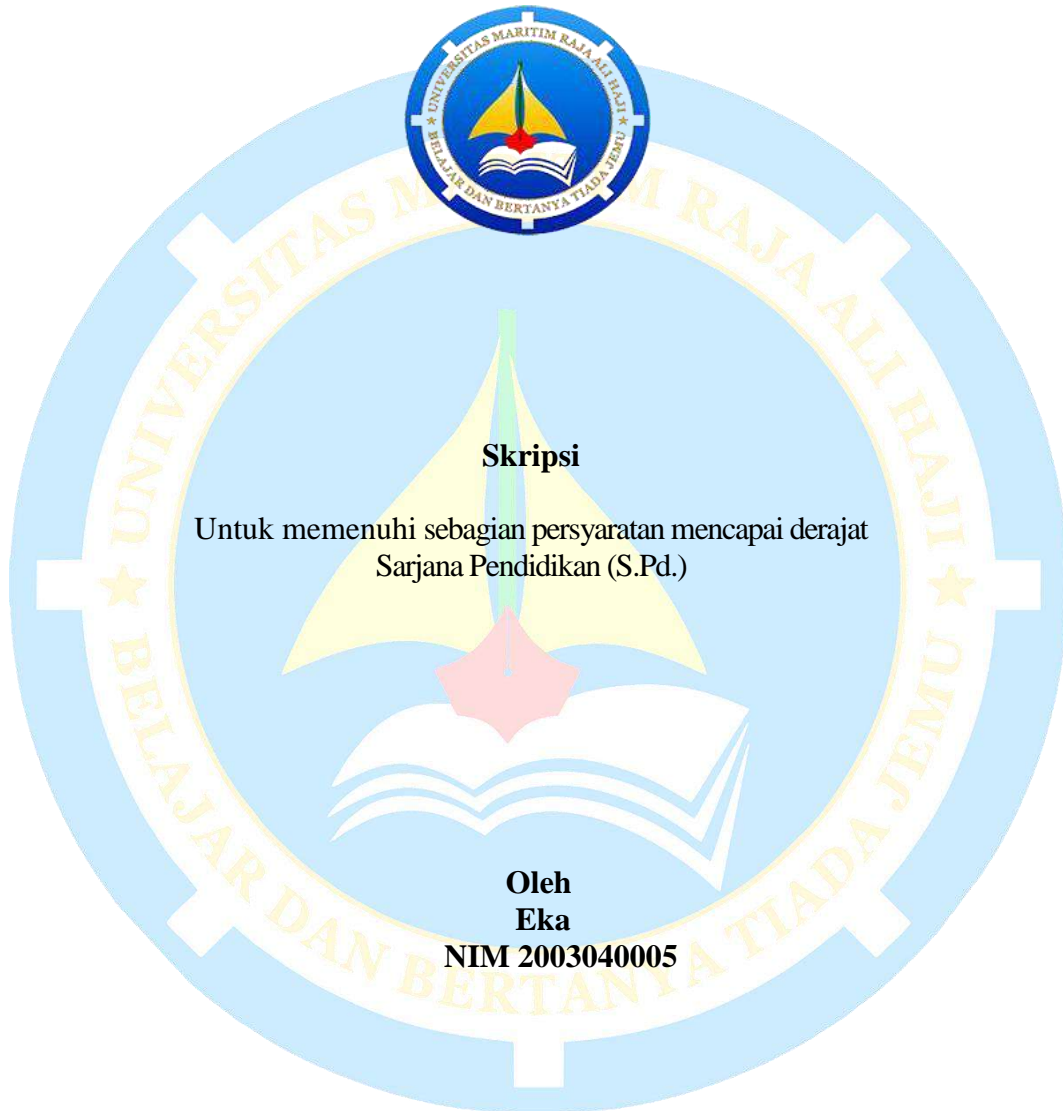 UNIVERSITAS MARITIM RAJA ALI HAJI
BELAJAR DAN BERTANYA TIADA JEMU
UNIVERSITAS MARITIM RAJA ALI HAJI
Skripsi
Untuk memenuhi sebagian persyaratan mencapai derajat
Sarjana Pendidikan (S.Pd.)
Oleh
Eka
NIM 2003040005
BELAJAR DAN BERTANYA TIADA JEMU